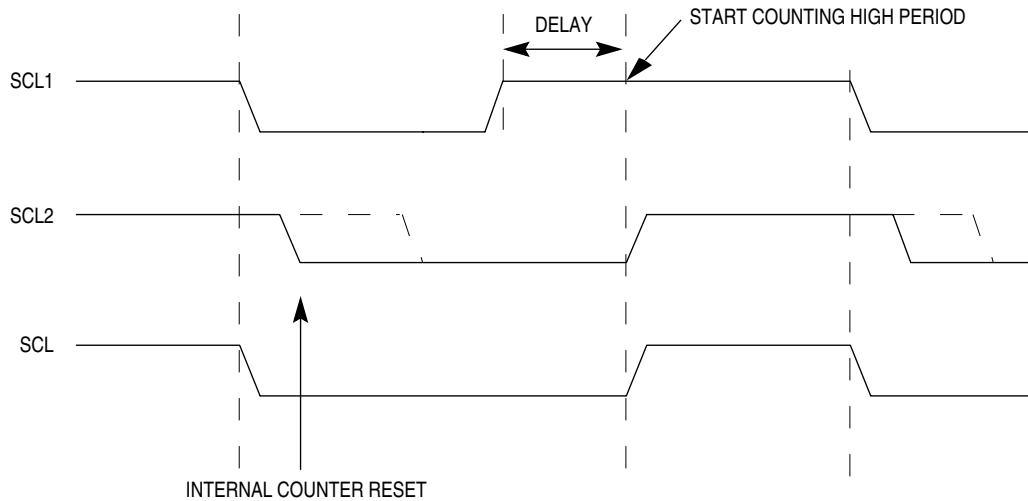 START COUNTING HIGH PERIOD
DELAY
SCL1
SCL2
SCL
INTERNAL COUNTER RESET